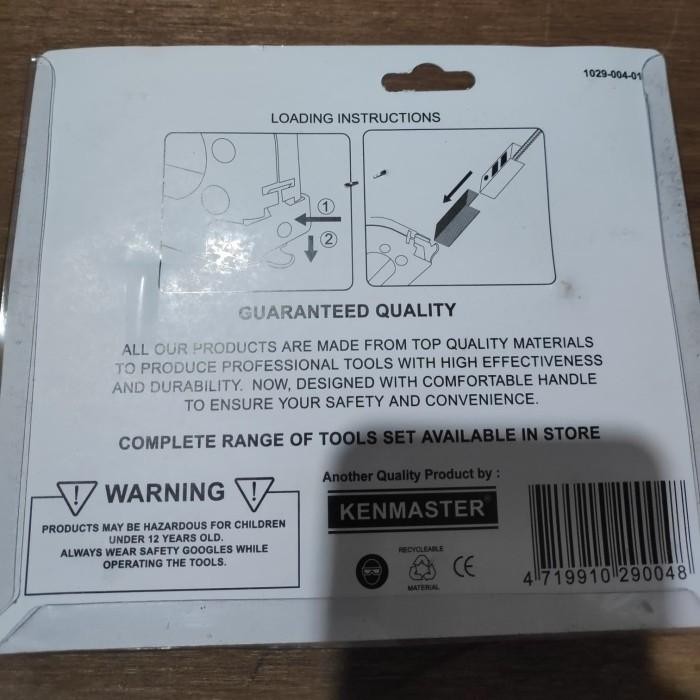 1029-004-01
LOADING INSTRUCTIONS
1
2
GUARANTEED QUALITY
ALL OUR PRODUCTS ARE MADE FROM TOP QUALITY MATERIALS
TO PRODUCE PROFESSIONAL TOOLS WITH HIGH EFFECTIVENESS
AND DURABILITY. NOW, DESIGNED WITH COMFORTABLE HANDLE
TO ENSURE YOUR SAFETY AND CONVENIENCE.
COMPLETE RANGE OF TOOLS SET AVAILABLE IN STORE
! WARNING !
PRODUCTS MAY BE HAZARDOUS FOR CHILDREN
UNDER 12 YEARS OLD.
ALWAYS WEAR SAFETY GOOGLES WHILE
OPERATING THE TOOLS.
Another Quality Product by :
KENMASTER®
RECYCLEABLE
MATERIAL
CE
4 719910 290048